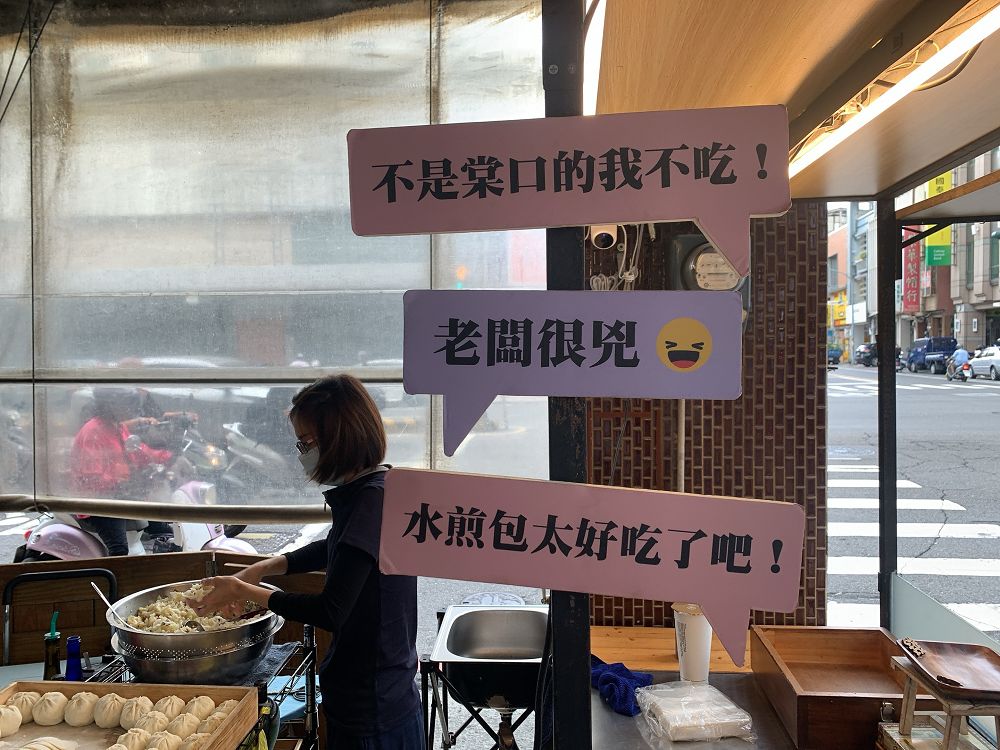 不是棠口的我不吃！
老闆很兇
水煎包太好吃了吧！